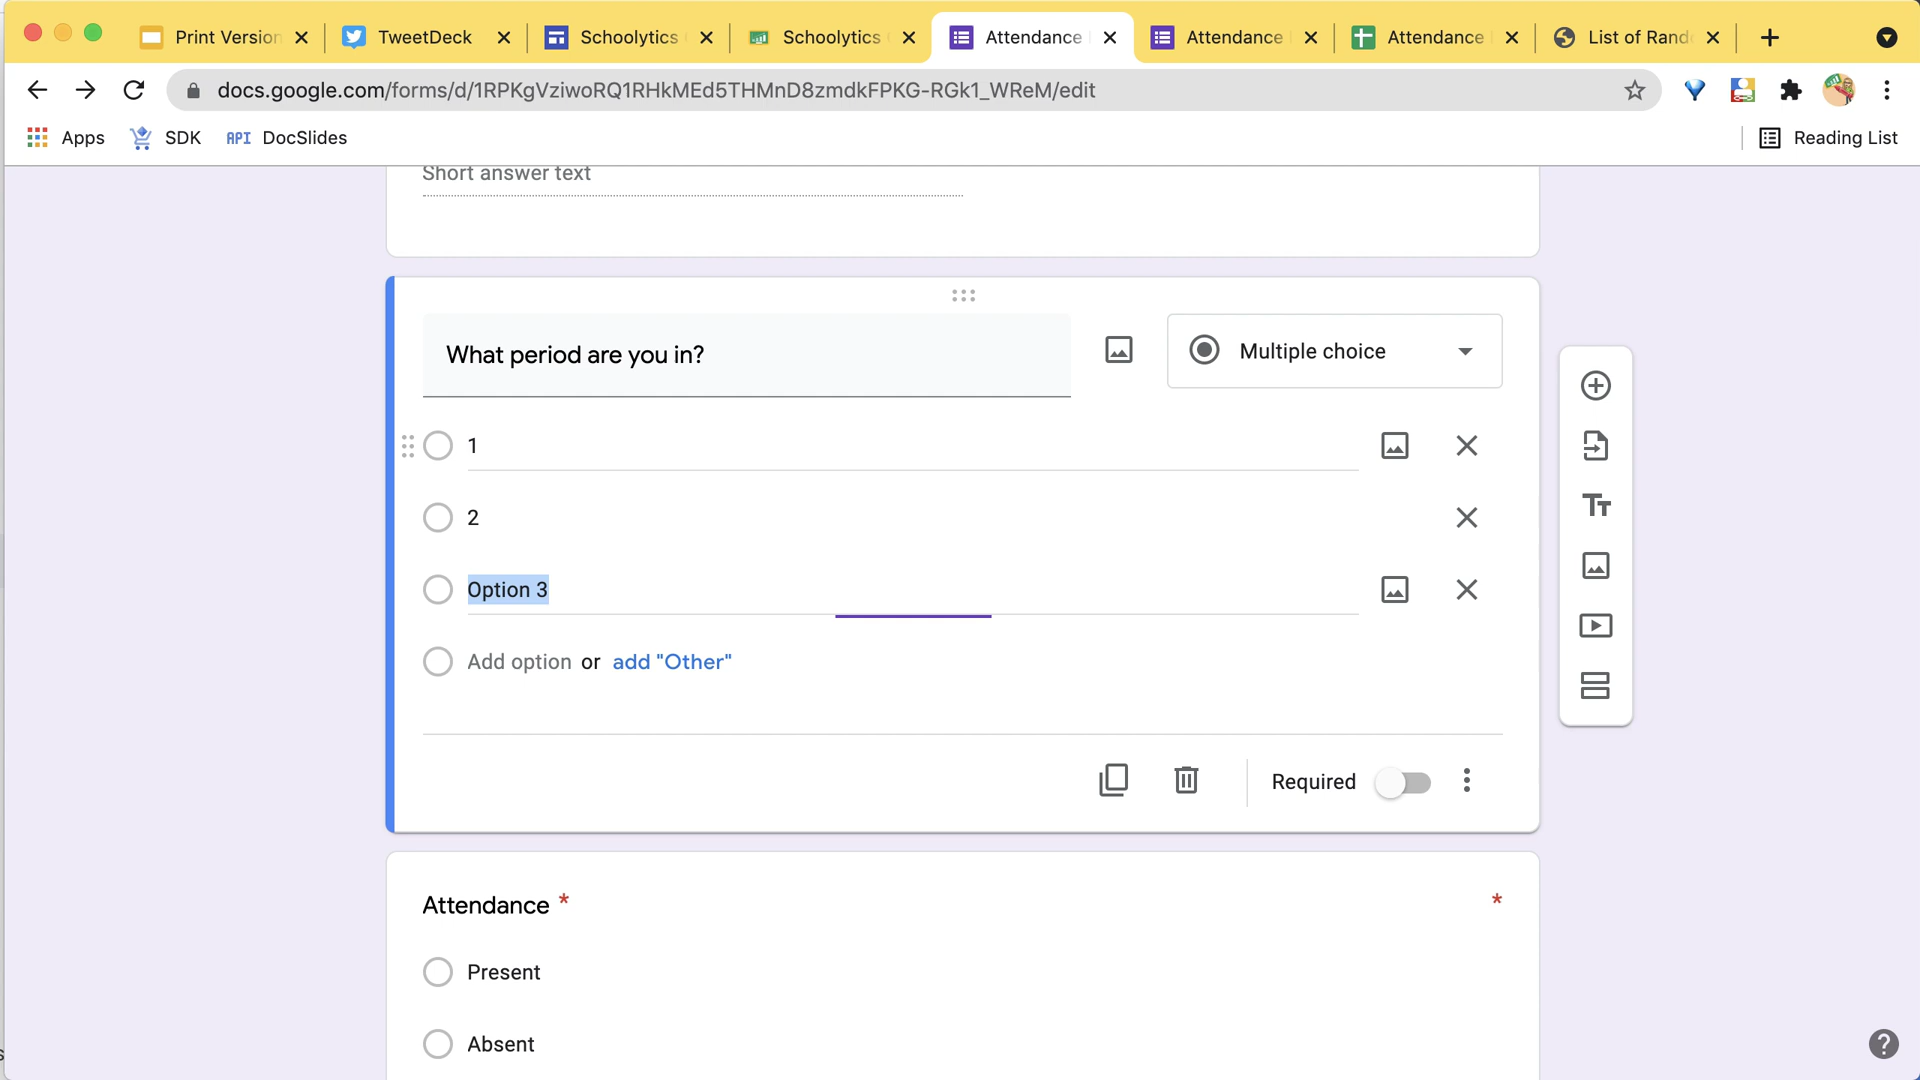 Print Version
TweetDeck
Schoolytics
Schoolytics
Attendance
Attendance
Attendance
List of Rand
docs.google.com/forms/d/1RPKgVziwoRQ1RHkMEd5THMnD8zmdkFPKG-RGk1_WReM/edit
Apps
SDK
API DocSlides
Reading List
Short answer text
What period are you in?
Multiple choice
1
2
Option 3
Add option or add "Other"
Required
Attendance *
*
Present
Absent